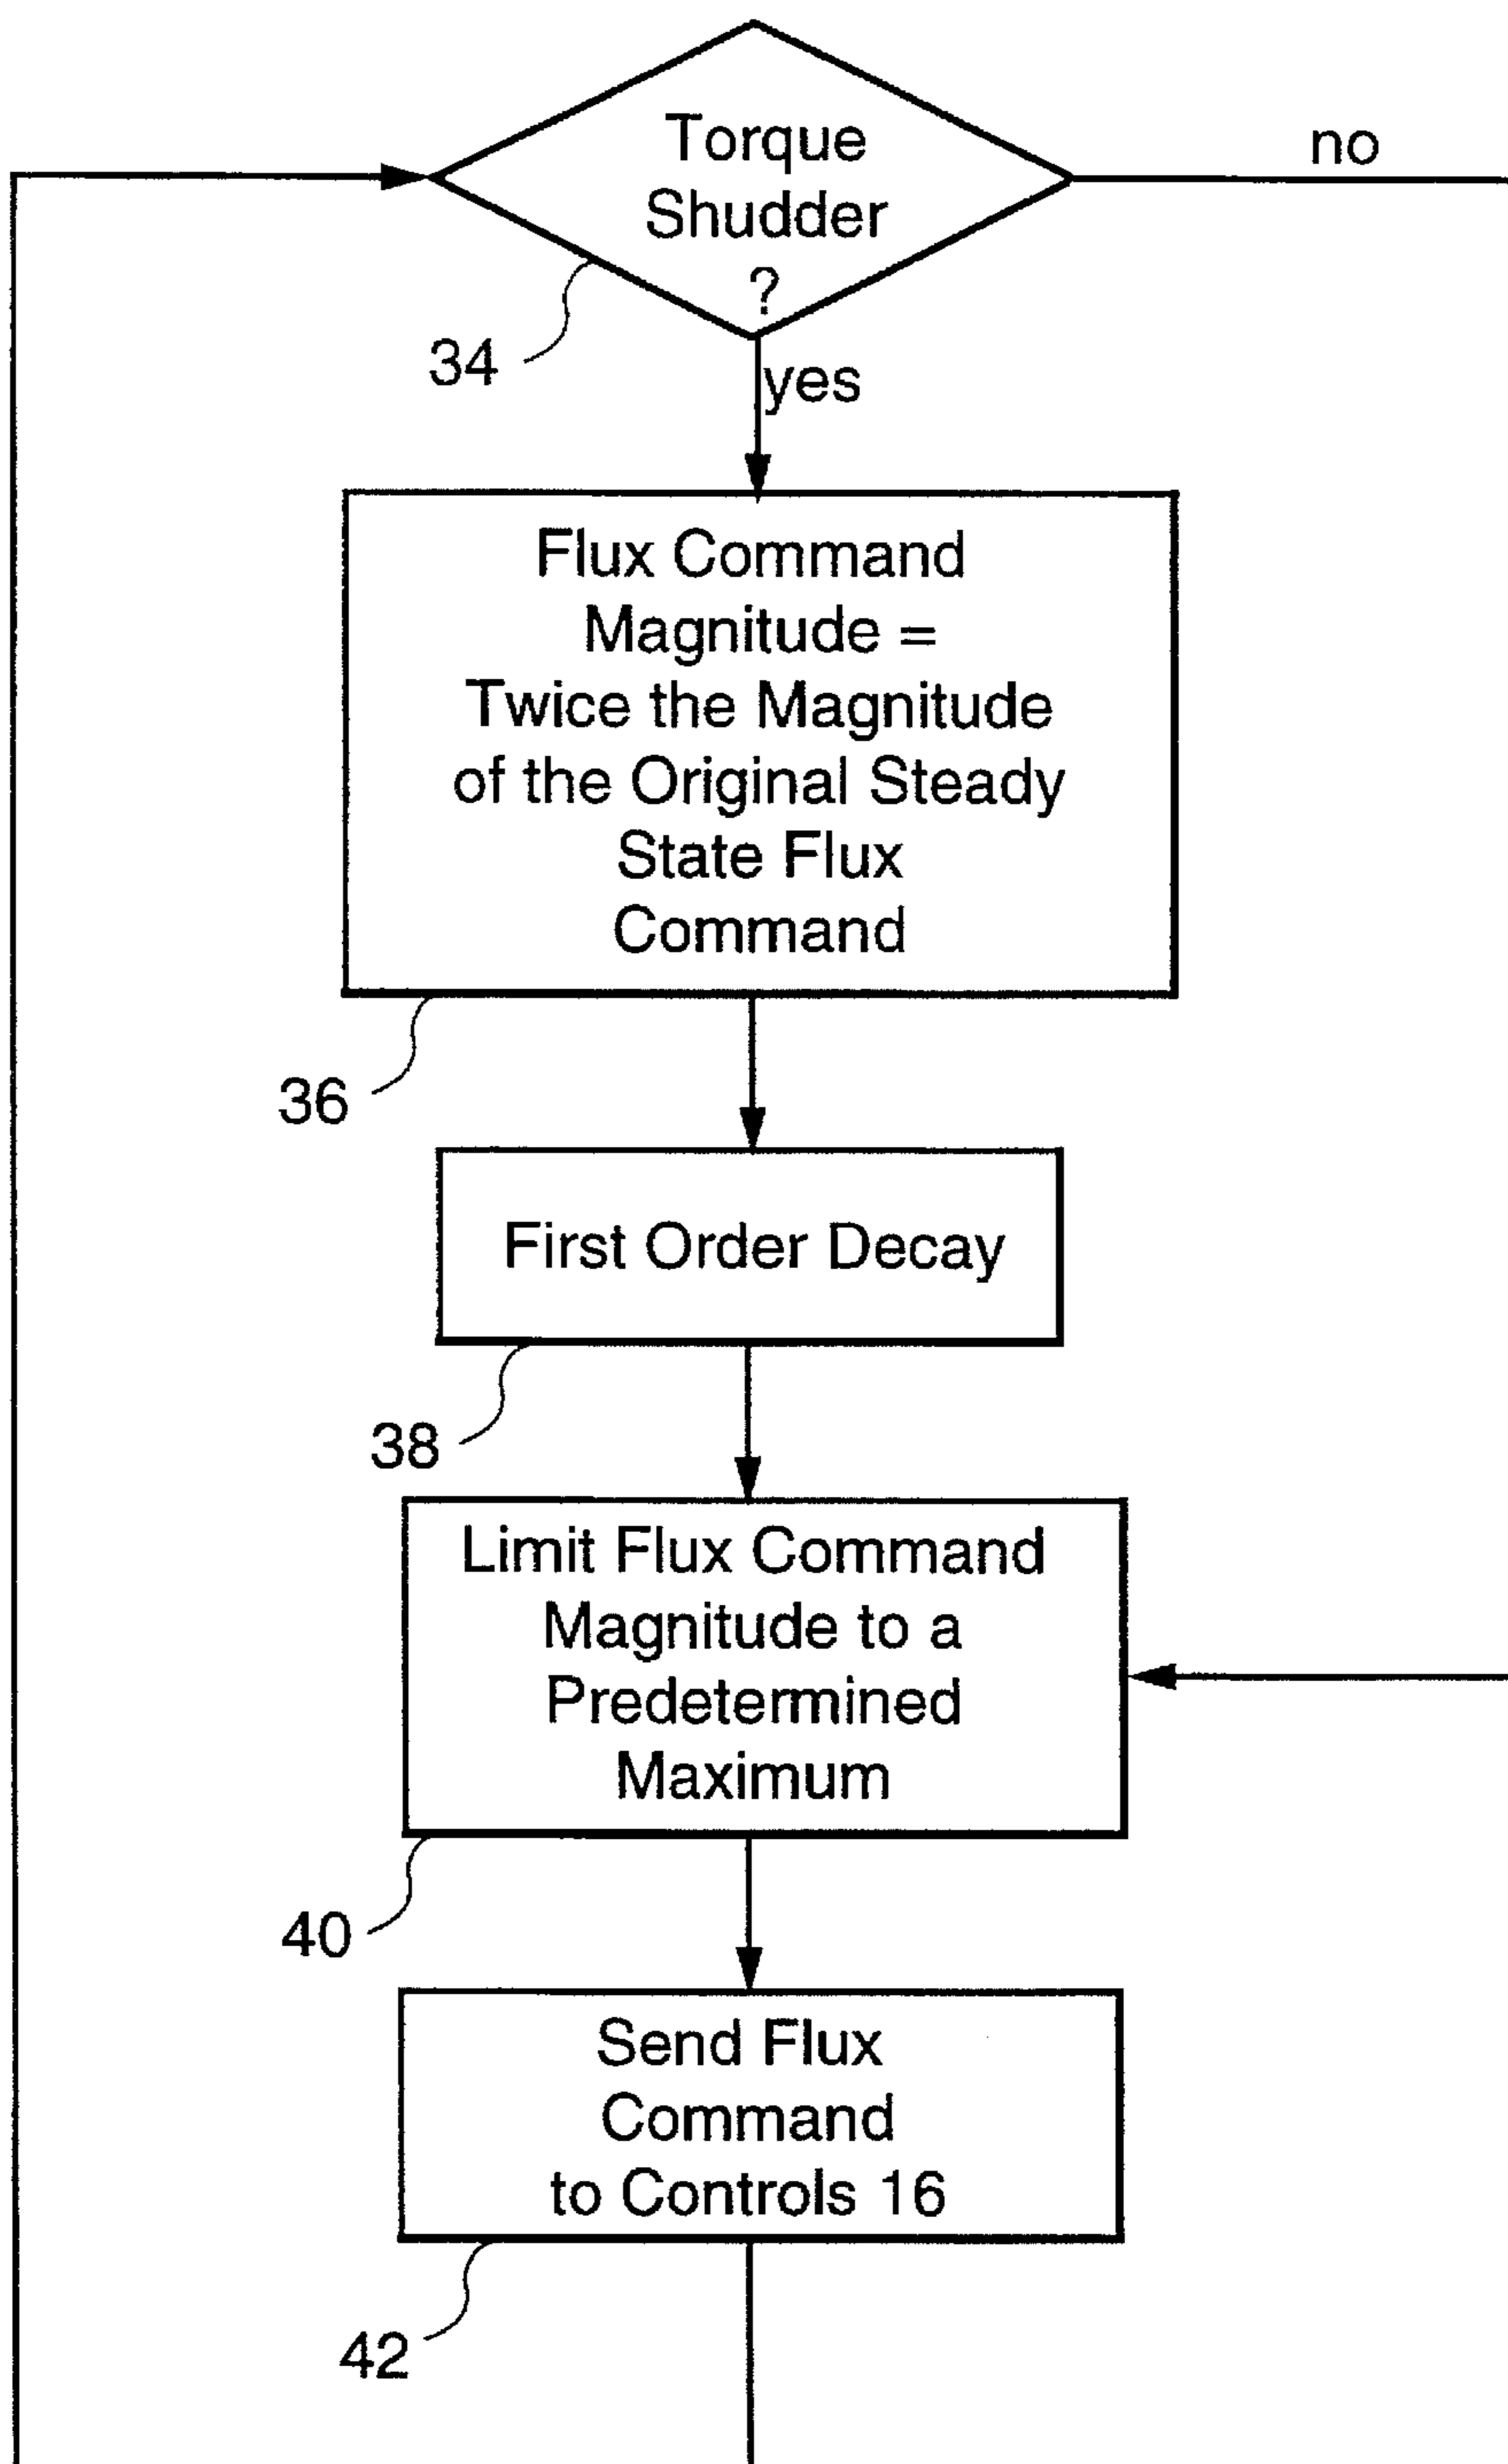 Torque
Shudder
?
no
34
yes
Flux Command
Magnitude =
Twice the Magnitude
of the Original Steady
State Flux
Command
36
First Order Decay
38
Limit Flux Command
Magnitude to a
Predetermined
Maximum
40
Send Flux
Command
to Controls 16
42